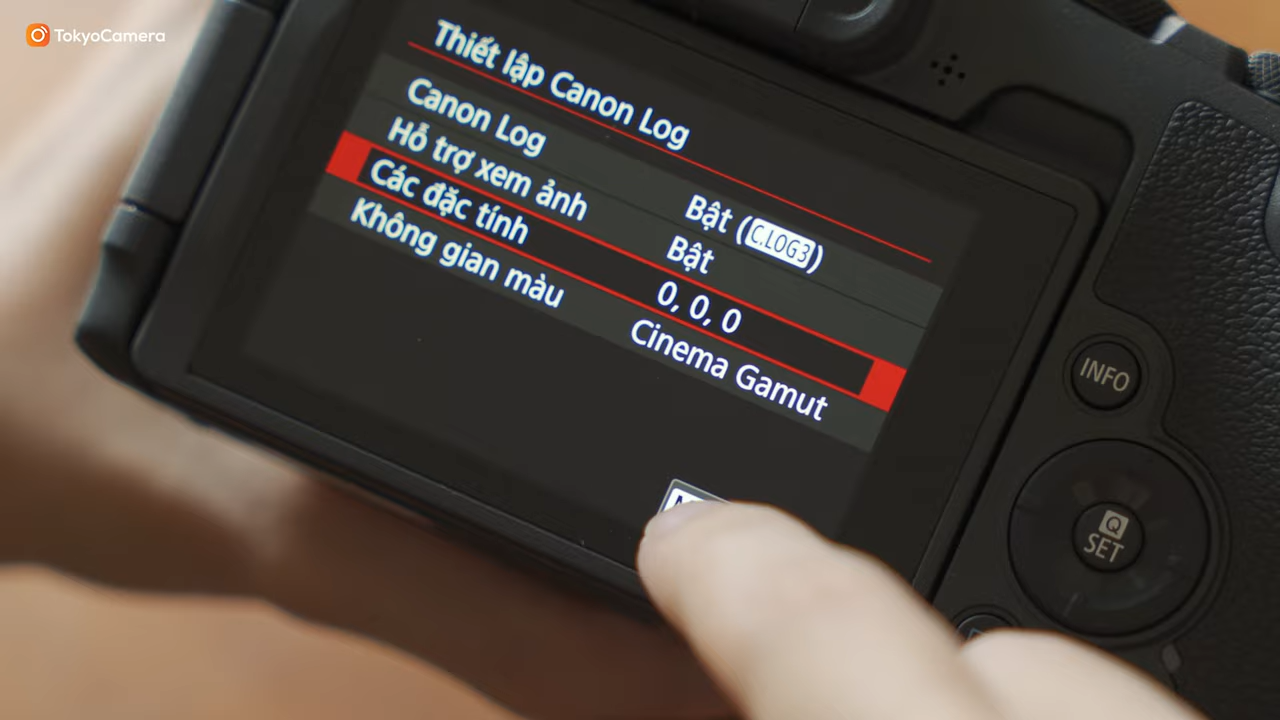 TokyoCamera
Thiết lập Canon Log
Canon Log Bật (C.LOG3)
Hỗ trợ xem ảnh Bật
Các đặc tính 0, 0, 0
Không gian màu Cinema Gamut
INFO
Q
SET